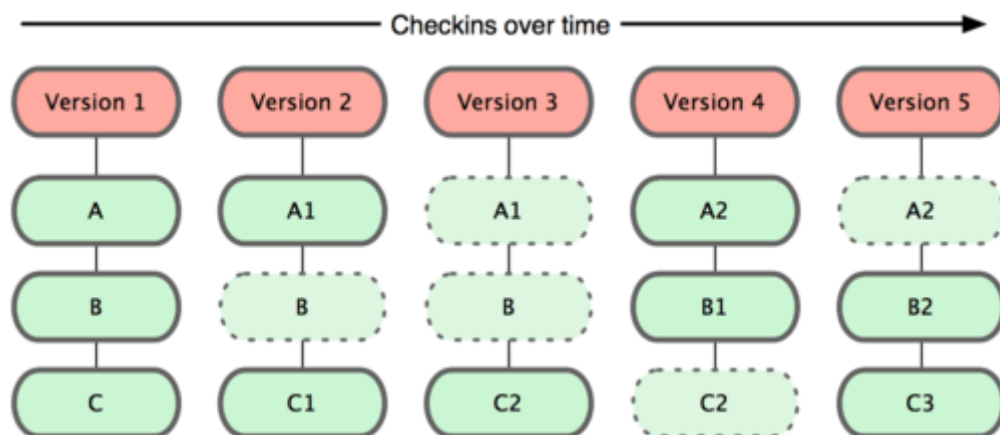 Checkins over time
Version 1 Version 2 Version 3 Version 4 Version 5
A A1 A1 A2 A2
B B B B1 B2
C C1 C2 C2 C3